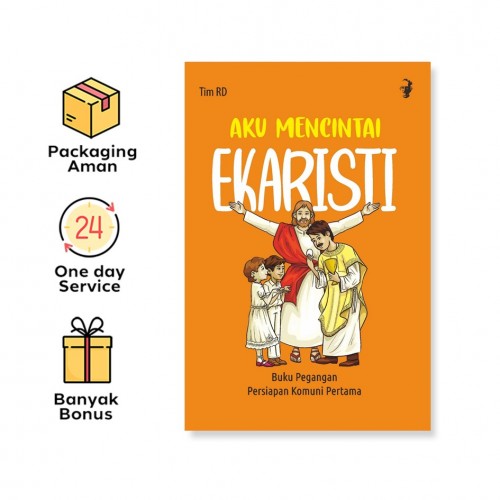 Packaging
Aman
24
One day
Service
Banyak
Bonus
Tim RD
AKU MENCINTAI
EKARISTI
Buku Pegangan
Persiapan Komuni Pertama